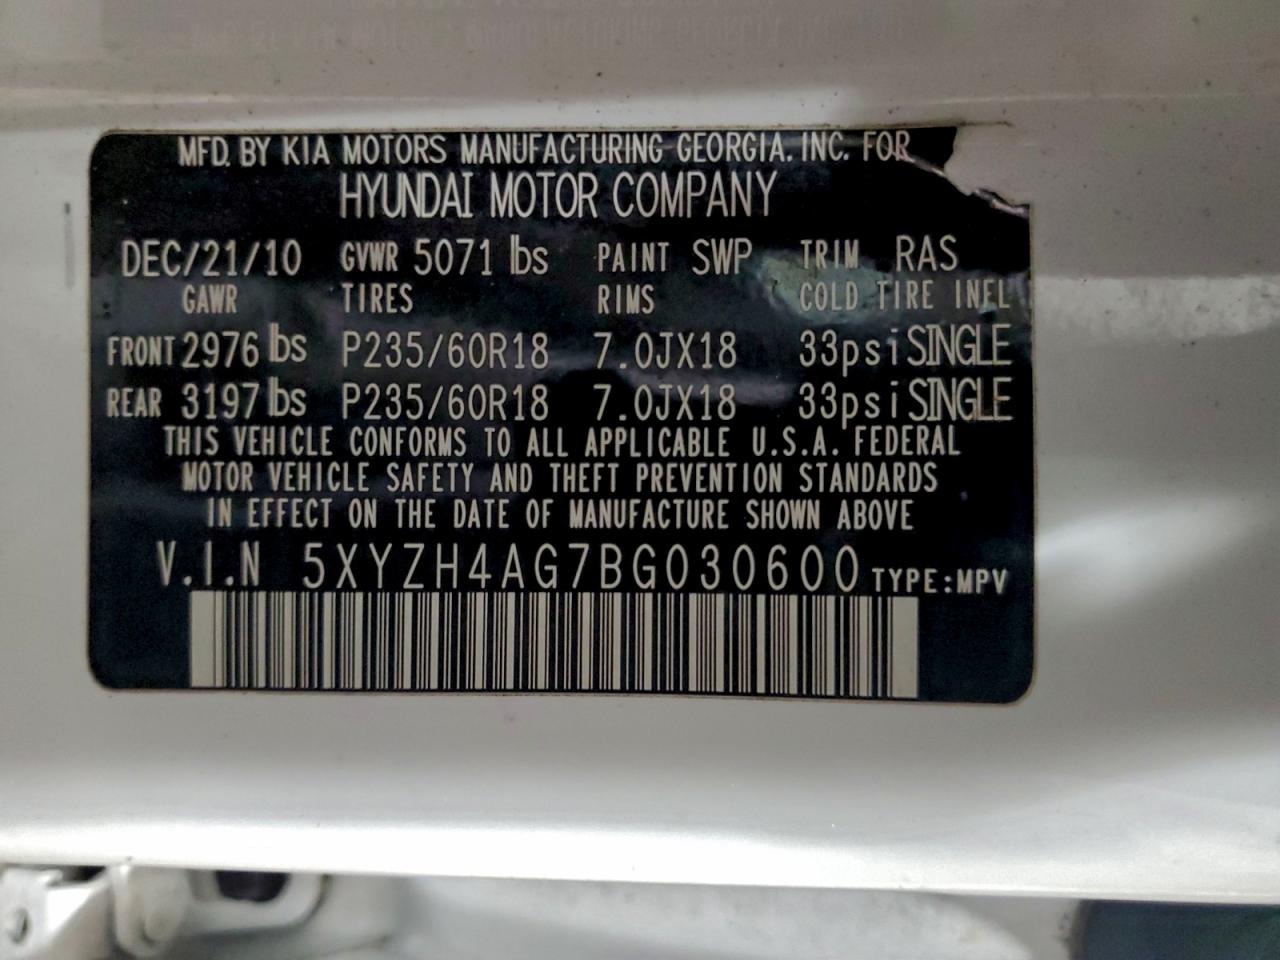 MFD. BY KIA MOTORS MANUFACTURING GEORGIA. INC. FOR
HYUNDAI MOTOR COMPANY
DEC/21/10 GVWR 5071 lbs PAINT SWP TRIM RAS
GAWR TIRES RIMS COLD TIRE INFL
FRONT 2976 lbs P235/60R18 7.0JX18 33psi SINGLE
REAR 3197 lbs P235/60R18 7.0JX18 33psi SINGLE
THIS VEHICLE CONFORMS TO ALL APPLICABLE U.S.A. FEDERAL
MOTOR VEHICLE SAFETY AND THEFT PREVENTION STANDARDS
IN EFFECT ON THE DATE OF MANUFACTURE SHOWN ABOVE
V.I.N 5XYZH4AG7BG030600 TYPE:MPV